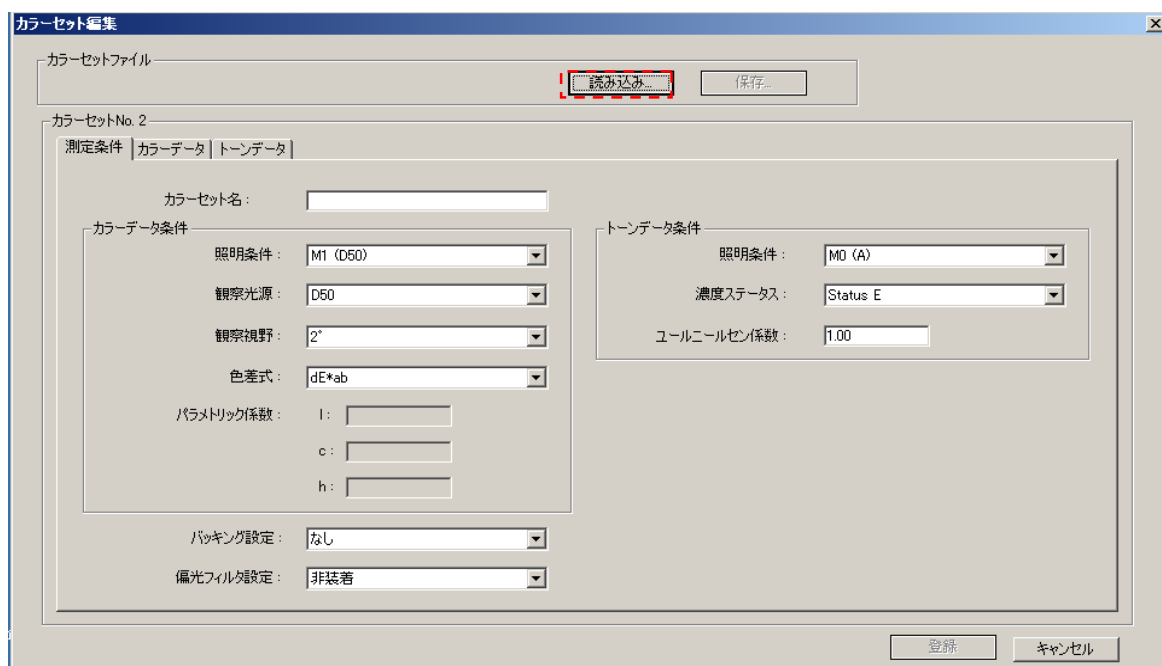 カラーセット編集
カラーセットファイル
読み込み...
保存...
カラーセットNo. 2
測定条件 カラーデータ トーンデータ
カラーセット名 :
カラーデータ条件
照明条件 : M1 (D50)
観察光源 : D50
観察視野 : 2°
色差式 : dE*ab
パラメトリック係数 : l :
c :
h :
トーンデータ条件
照明条件 : M0 (A)
濃度ステータス : Status E
ユールニールセン係数 : 1.00
バッキング設定 : なし
偏光フィルタ設定 : 非装着
登録
キャンセル